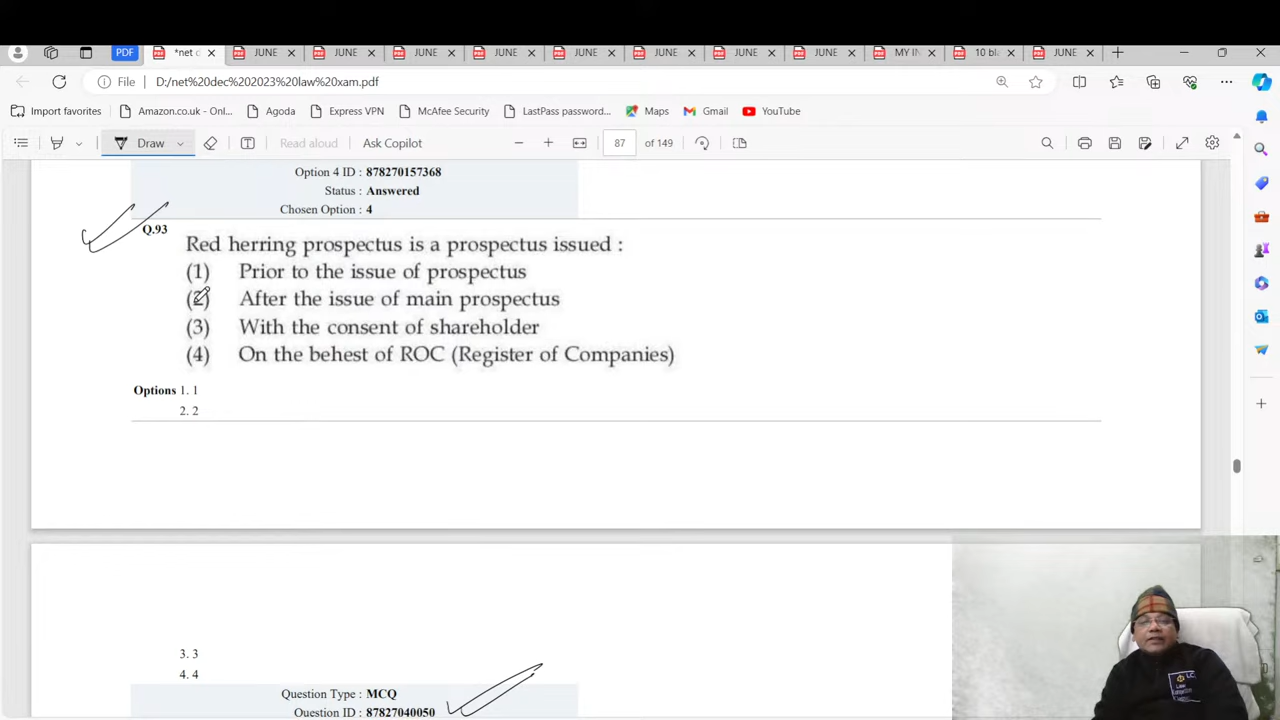 PDF
*net d
JUNE
JUNE
JUNE
JUNE
JUNE
JUNE
JUNE
JUNE
MY IN
10 bl
JUNE
File
D:/net%20dec%202023%20law%20xam.pdf
Import favorites
Amazon.co.uk - Onl...
Agoda
Express VPN
McAfee Security
LastPass password...
Maps
Gmail
YouTube
Draw
Read aloud
Ask Copilot
87
of 149
Option 4 ID : 878270157368
Status : Answered
Chosen Option : 4
Q.93
Red herring prospectus is a prospectus issued :
(1) Prior to the issue of prospectus
(2) After the issue of main prospectus
(3) With the consent of shareholder
(4) On the behest of ROC (Register of Companies)
Options 1. 1
2. 2
3. 3
4. 4
Question Type : MCQ
Question ID : 87827040050